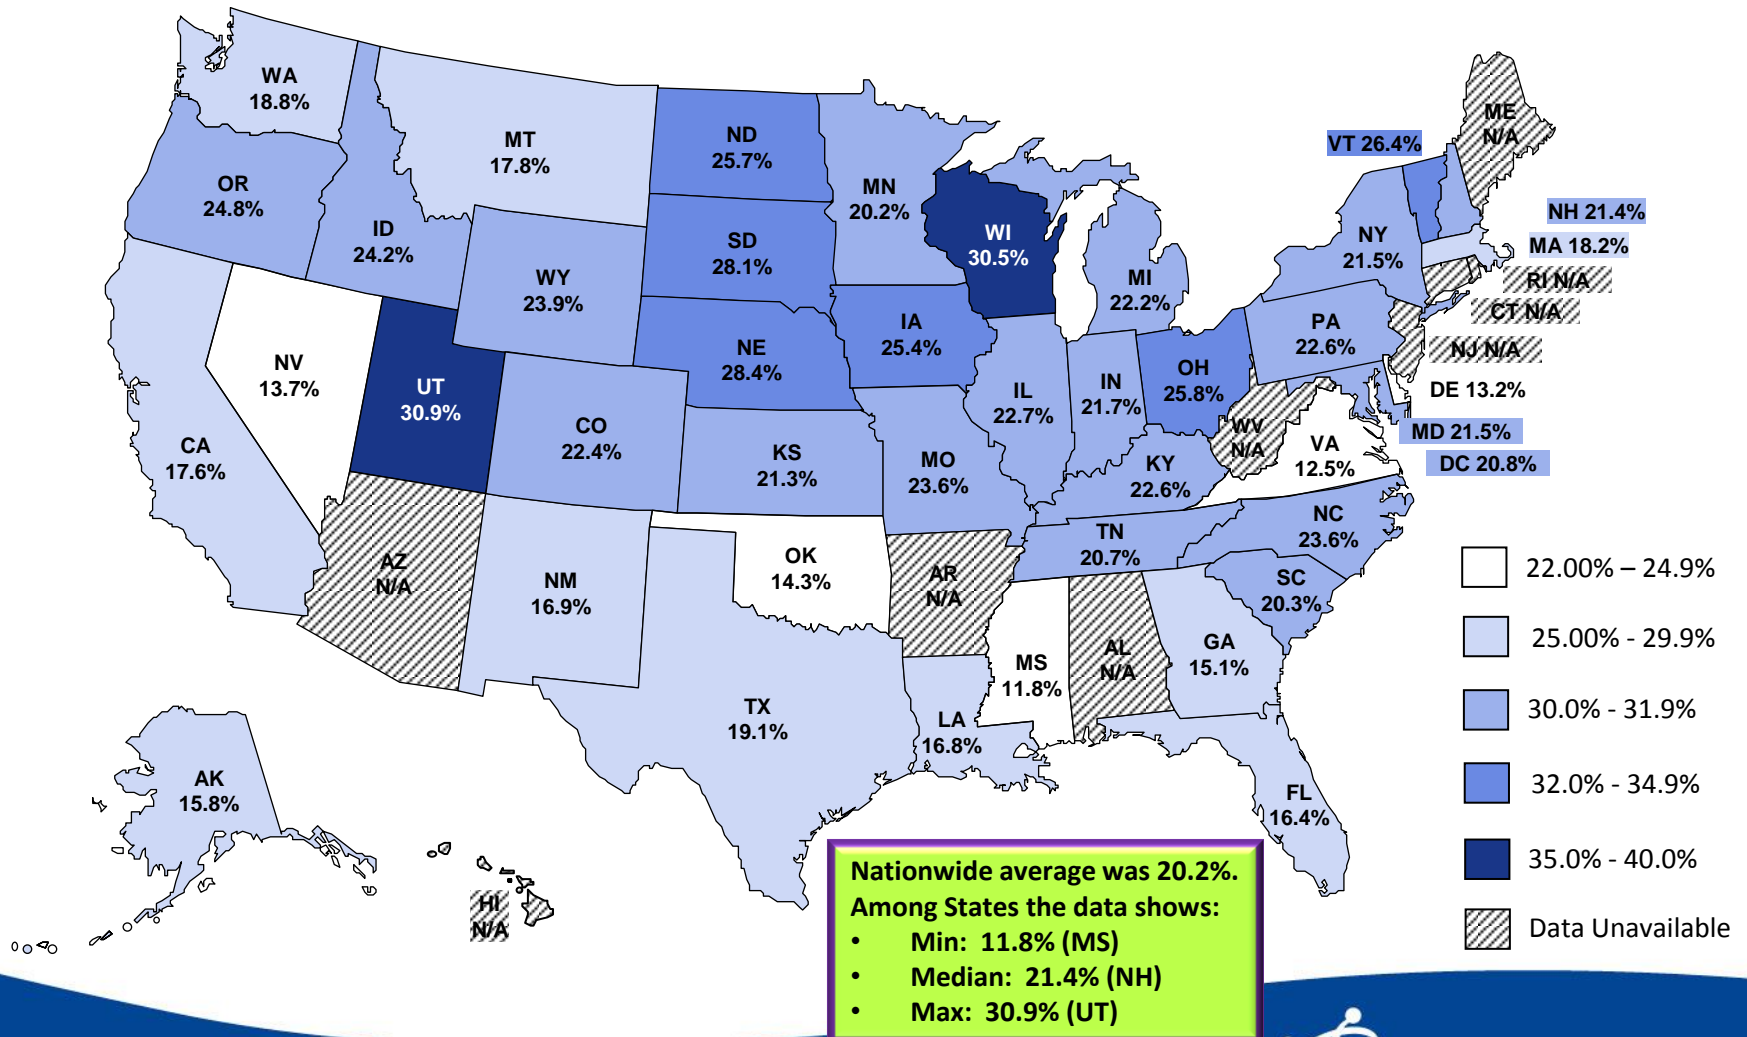 WA
18.8%
MT
17.8%
ND
25.7%
OR
24.8%
ID
24.2%
MN
20.2%
SD
28.1%
WI
30.5%
WY
23.9%
MI
22.2%
ME
N/A
VT 26.4%
NH 21.4%
MA 18.2%
NY
21.5%
RI N/A
CT N/A
NJ N/A
PA
22.6%
DE 13.2%
MD 21.5%
DC 20.8%
NV
13.7%
UT
30.9%
NE
28.4%
IA
25.4%
IL
22.7%
IN
21.7%
OH
25.8%
WV
N/A
VA
12.5%
CA
17.6%
CO
22.4%
KS
21.3%
MO
23.6%
KY
22.6%
NC
23.6%
TN
20.7%
SC
20.3%
AZ
N/A
NM
16.9%
OK
14.3%
AR
N/A
MS
11.8%
AL
N/A
GA
15.1%
TX
19.1%
LA
16.8%
FL
16.4%
AK
15.8%
HI
N/A
22.00% – 24.9%
25.00% - 29.9%
30.0% - 31.9%
32.0% - 34.9%
35.0% - 40.0%
Data Unavailable
Nationwide average was 20.2%.
Among States the data shows:
• Min: 11.8% (MS)
• Median: 21.4% (NH)
• Max: 30.9% (UT)